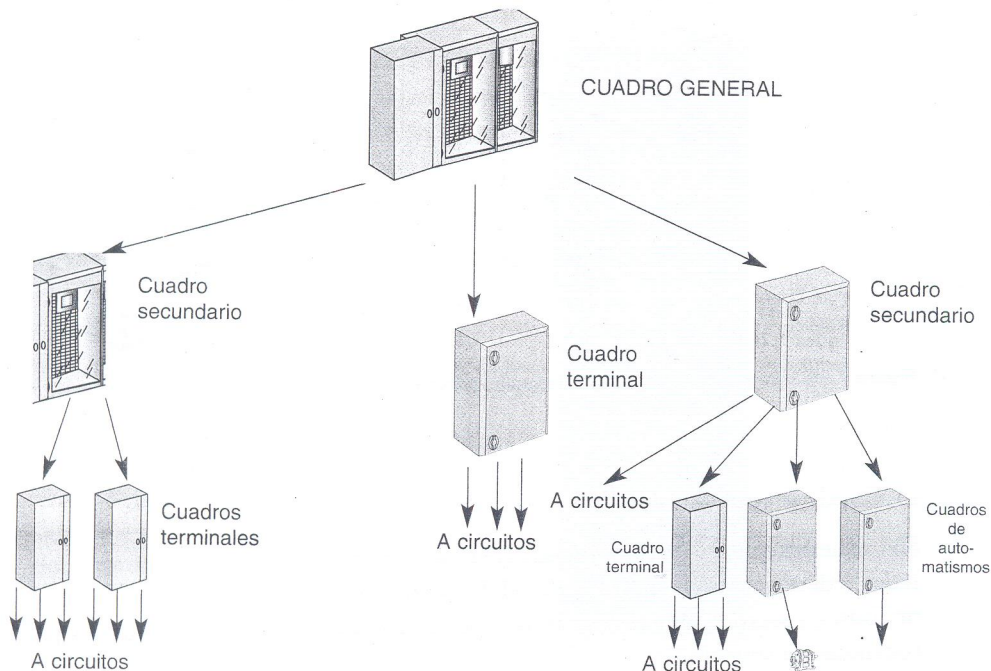 CUADRO GENERAL
Cuadro
secundario
Cuadro
terminal
Cuadro
secundario
Cuadros
terminales
A circuitos
A circuitos
A circuitos
Cuadro
terminal
Cuadros
de
auto-
matismos
A circuitos